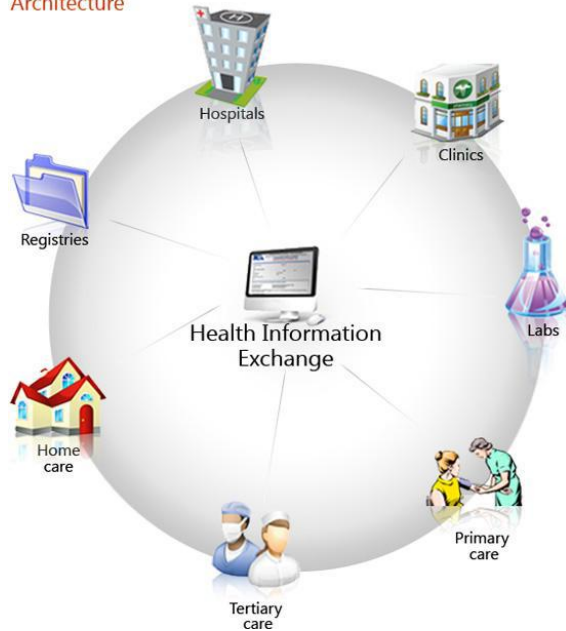 Architecture
Hospitals
Clinics
Registries
Labs
Health Information
Exchange
Home
care
Primary
care
Tertiary
care